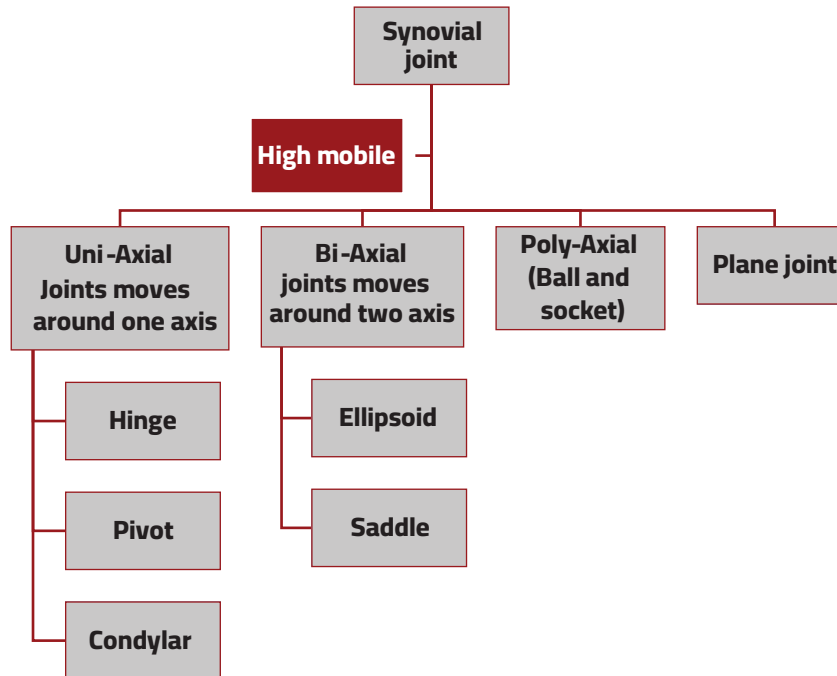 Synovial
joint
High mobile
Uni-Axial
Joints moves
around one axis
Bi-Axial
joints moves
around two axis
Poly-Axial
(Ball and
socket)
Plane joint
Hinge
Ellipsoid
Pivot
Saddle
Condylar